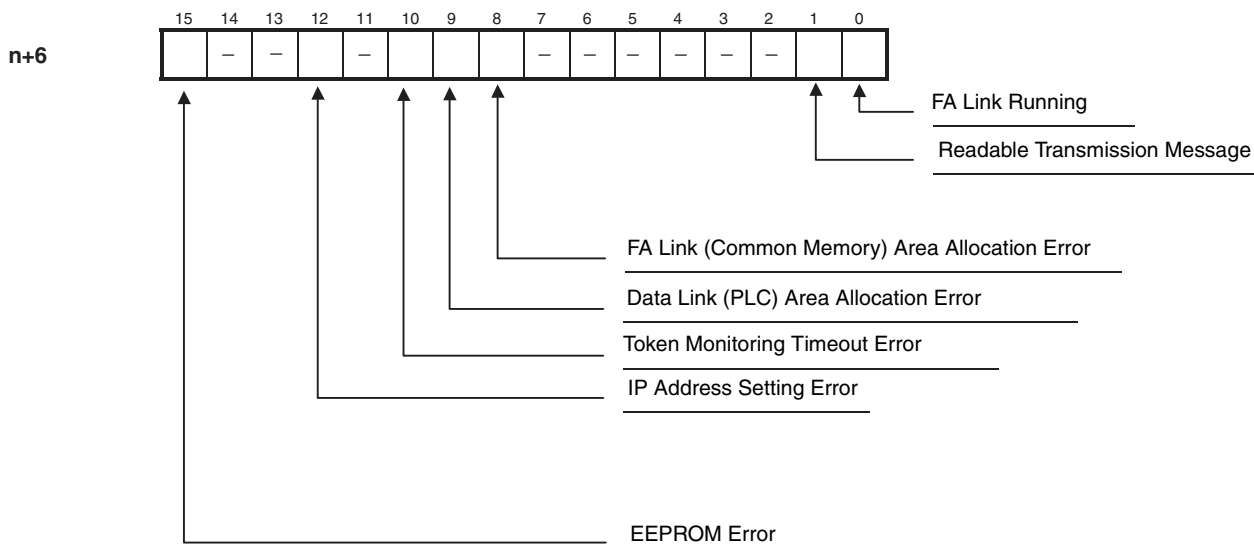 15 14 13 12 11 10 9 8 7 6 5 4 3 2 1 0
n+6 – – – – – – – – –
FA Link Running
Readable Transmission Message
FA Link (Common Memory) Area Allocation Error
Data Link (PLC) Area Allocation Error
Token Monitoring Timeout Error
IP Address Setting Error
EEPROM Error